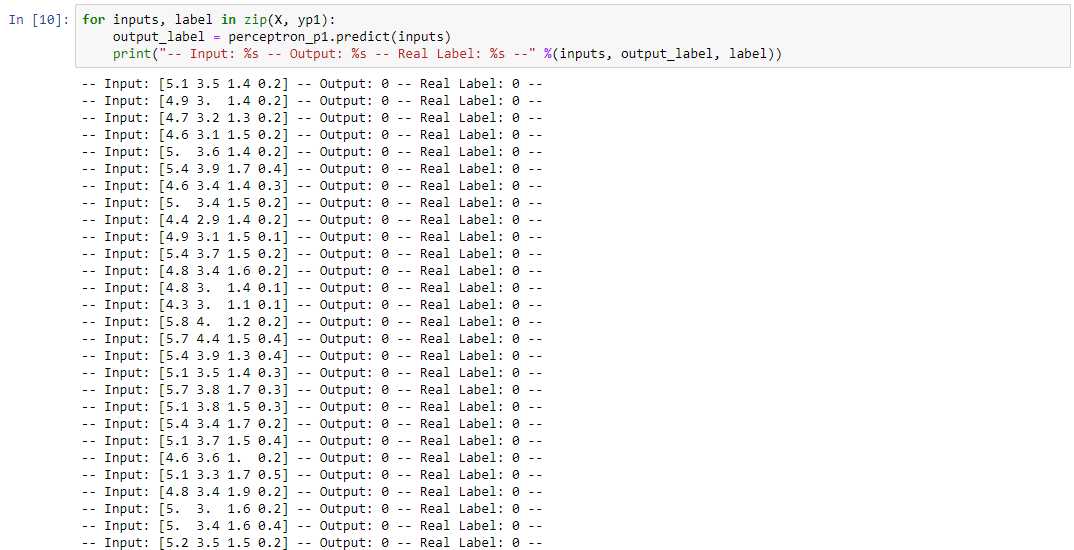 In [10]: for inputs, label in zip(X, yp1):
    output_label = perceptron_p1.predict(inputs)
    print("-- Input: %s -- Output: %s -- Real Label: %s --" %(inputs, output_label, label))
-- Input: [5.1 3.5 1.4 0.2] -- Output: 0 -- Real Label: 0 --
-- Input: [4.9 3.  1.4 0.2] -- Output: 0 -- Real Label: 0 --
-- Input: [4.7 3.2 1.3 0.2] -- Output: 0 -- Real Label: 0 --
-- Input: [4.6 3.1 1.5 0.2] -- Output: 0 -- Real Label: 0 --
-- Input: [5.  3.6 1.4 0.2] -- Output: 0 -- Real Label: 0 --
-- Input: [5.4 3.9 1.7 0.4] -- Output: 0 -- Real Label: 0 --
-- Input: [4.6 3.4 1.4 0.3] -- Output: 0 -- Real Label: 0 --
-- Input: [5.  3.4 1.5 0.2] -- Output: 0 -- Real Label: 0 --
-- Input: [4.4 2.9 1.4 0.2] -- Output: 0 -- Real Label: 0 --
-- Input: [4.9 3.1 1.5 0.1] -- Output: 0 -- Real Label: 0 --
-- Input: [5.4 3.7 1.5 0.2] -- Output: 0 -- Real Label: 0 --
-- Input: [4.8 3.4 1.6 0.2] -- Output: 0 -- Real Label: 0 --
-- Input: [4.8 3.  1.4 0.1] -- Output: 0 -- Real Label: 0 --
-- Input: [4.3 3.  1.1 0.1] -- Output: 0 -- Real Label: 0 --
-- Input: [5.8 4.  1.2 0.2] -- Output: 0 -- Real Label: 0 --
-- Input: [5.7 4.4 1.5 0.4] -- Output: 0 -- Real Label: 0 --
-- Input: [5.4 3.9 1.3 0.4] -- Output: 0 -- Real Label: 0 --
-- Input: [5.1 3.5 1.4 0.3] -- Output: 0 -- Real Label: 0 --
-- Input: [5.7 3.8 1.7 0.3] -- Output: 0 -- Real Label: 0 --
-- Input: [5.1 3.8 1.5 0.3] -- Output: 0 -- Real Label: 0 --
-- Input: [5.4 3.4 1.7 0.2] -- Output: 0 -- Real Label: 0 --
-- Input: [5.1 3.7 1.5 0.4] -- Output: 0 -- Real Label: 0 --
-- Input: [4.6 3.6 1.  0.2] -- Output: 0 -- Real Label: 0 --
-- Input: [5.1 3.3 1.7 0.5] -- Output: 0 -- Real Label: 0 --
-- Input: [4.8 3.4 1.9 0.2] -- Output: 0 -- Real Label: 0 --
-- Input: [5.  3.  1.6 0.2] -- Output: 0 -- Real Label: 0 --
-- Input: [5.  3.4 1.6 0.4] -- Output: 0 -- Real Label: 0 --
-- Input: [5.2 3.5 1.5 0.2] -- Output: 0 -- Real Label: 0 --